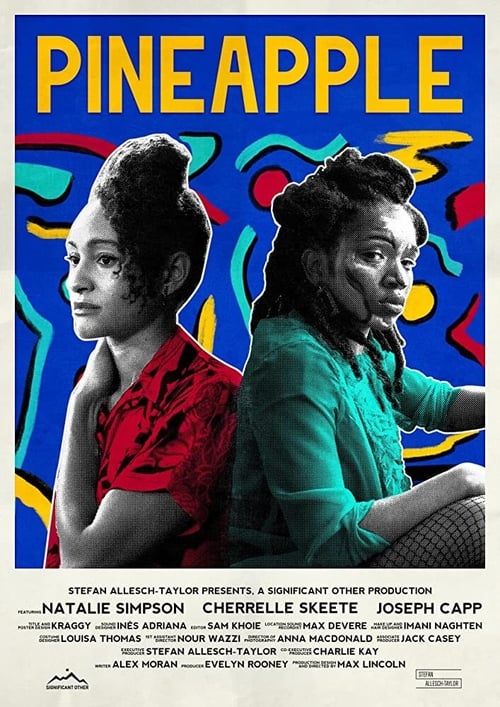 PINEAPPLE
STEFAN ALLESCH-TAYLOR PRESENTS, A SIGNIFICANT OTHER PRODUCTION
FEATURING NATALIE SIMPSON CHERRELLE SKEETE JOSEPH CAPP
TITLE AND POSTER DESIGN KRAGGY SOUND DESIGNER INÊS ADRIANA EDITOR SAM KHOIE LOCATION SOUND RECORDIST MAX DEVERE MAKE UP AND HAIR DESIGNER IMANI NAGHTEN
COSTUME DESIGNER LOUISA THOMAS 1ST ASSISTANT DIRECTOR NOUR WAZZI DIRECTOR OF PHOTOGRAPHY ANNA MACDONALD ASSOCIATE PRODUCER JACK CASEY
EXECUTIVE PRODUCER STEFAN ALLESCH-TAYLOR CO-EXECUTIVE PRODUCER CHARLIE KAY
WRITER ALEX MORAN PRODUCER EVELYN ROONEY PRODUCTION DESIGN AND DIRECTED BY MAX LINCOLN
SIGNIFICANT OTHER
STEFAN
ALLESCH-TAYLOR